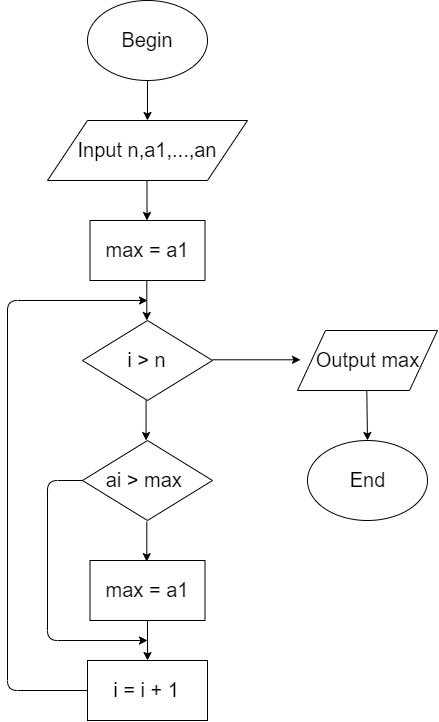 Begin
Input n,a1,...,an
max = a1
i > n
Output max
ai > max
End
max = a1
i = i + 1